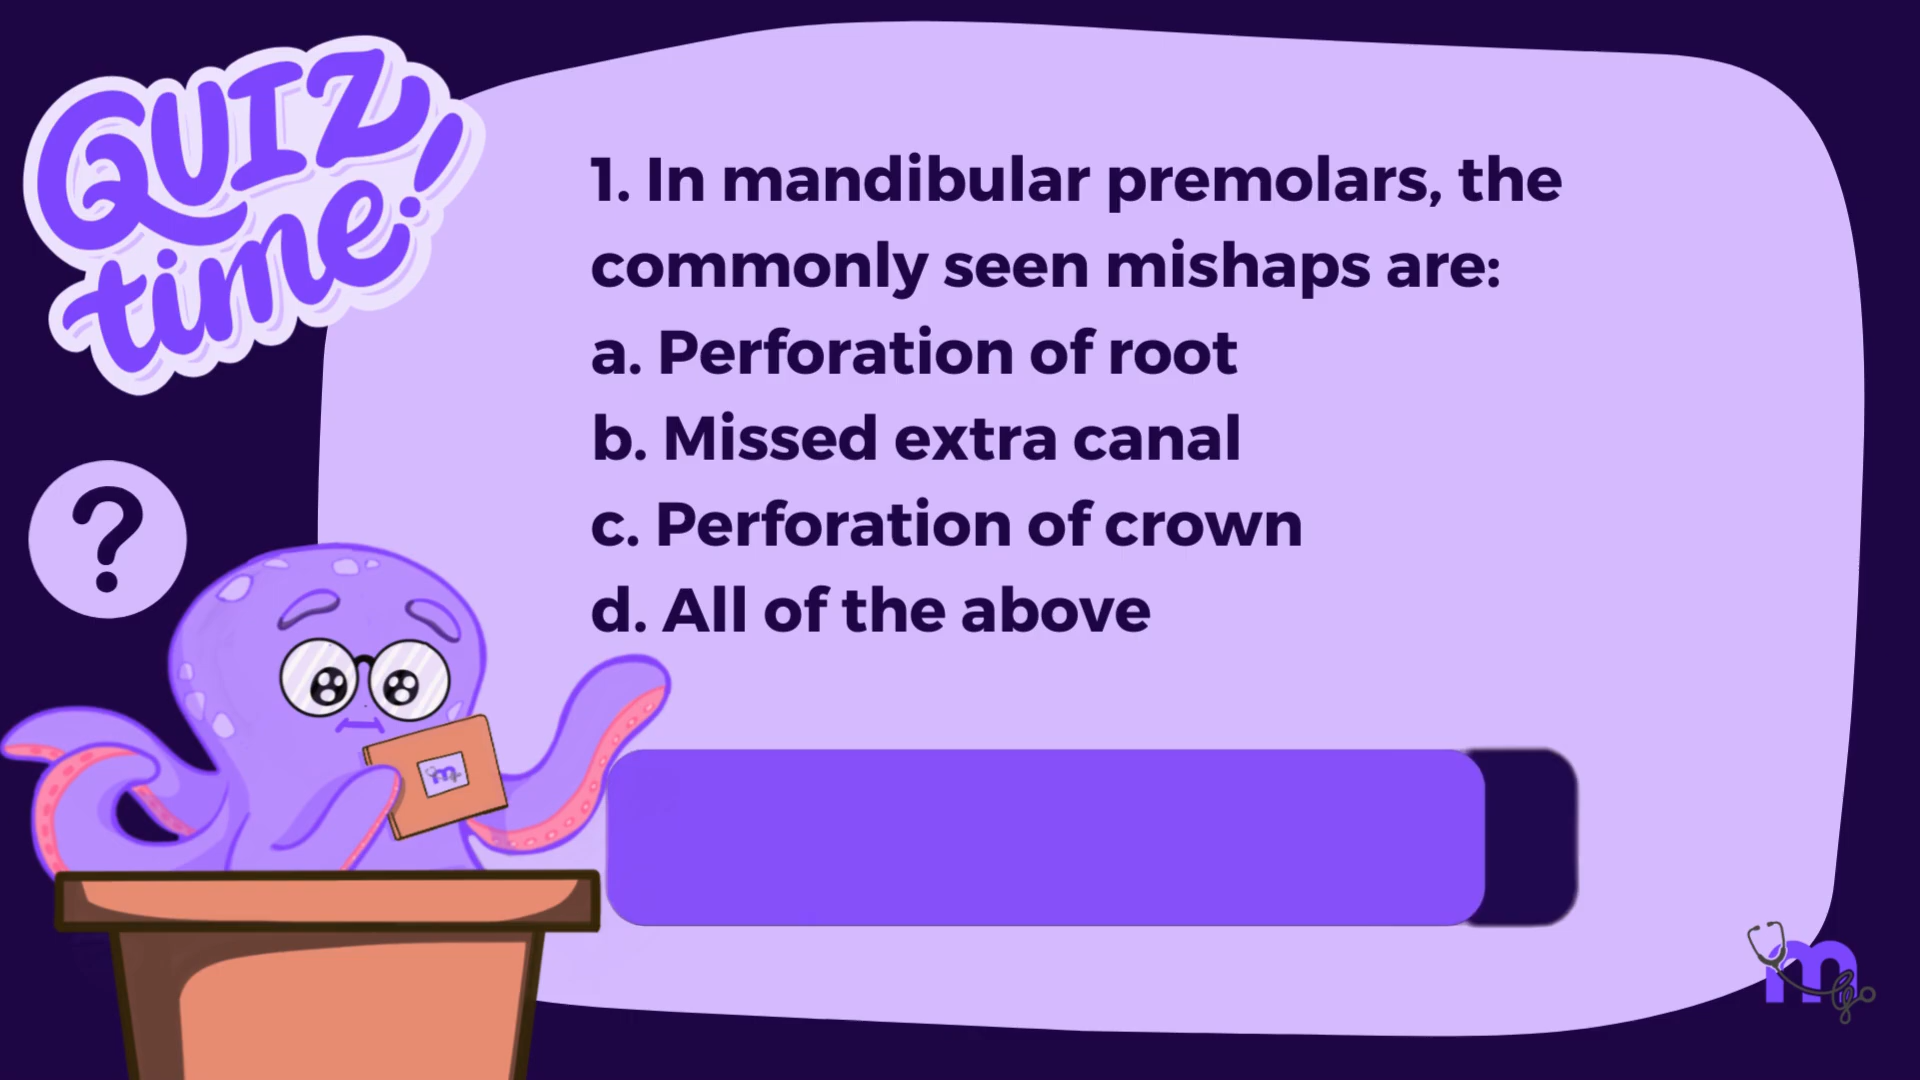 QUIZ
time!
1. In mandibular premolars, the
commonly seen mishaps are:
a. Perforation of root
b. Missed extra canal
c. Perforation of crown
d. All of the above
?
m
m go